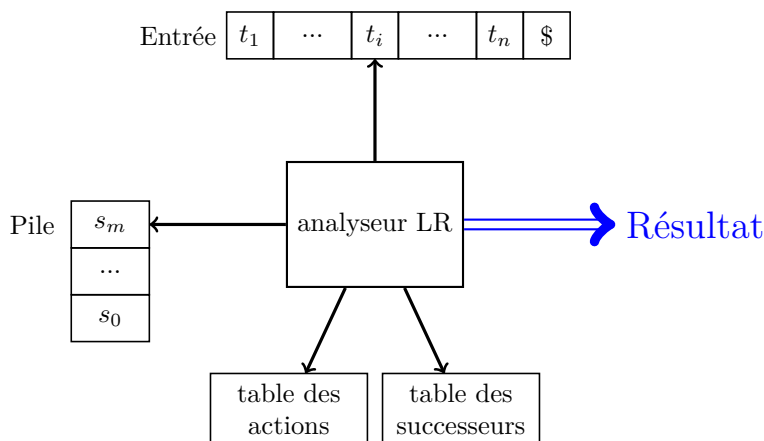 Entrée t₁ ... tᵢ ... tₙ $
analyseur LR
Résultat
Pile
sₘ
...
s₀
table des
actions
table des
successeurs